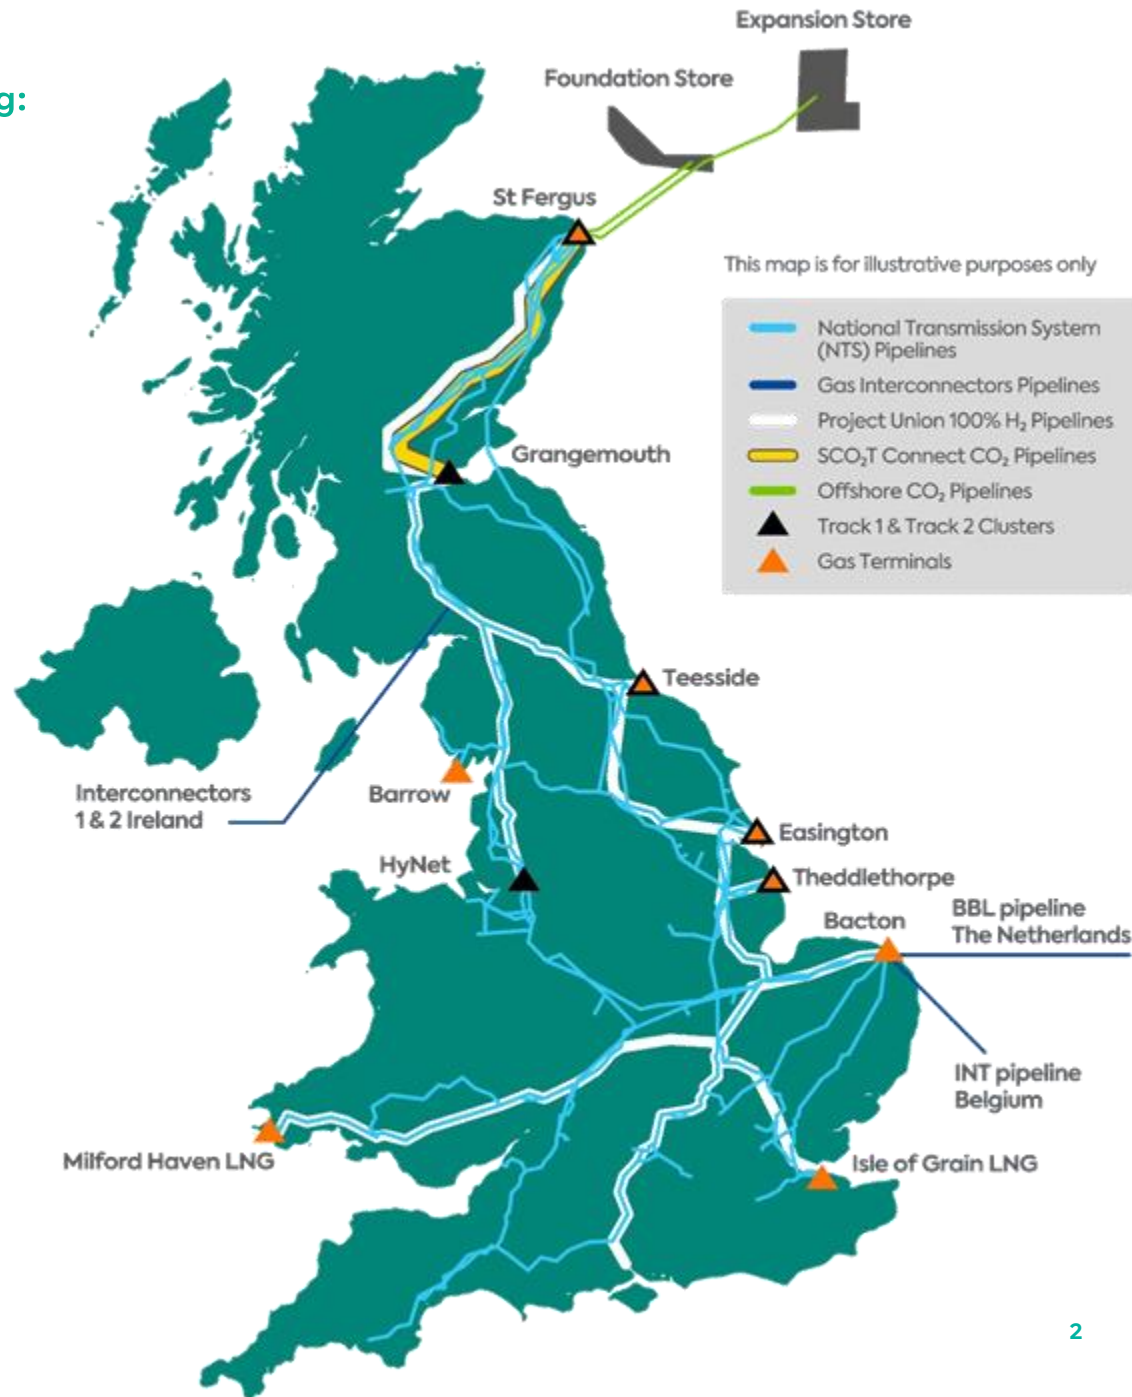 g:
Expansion Store
Foundation Store
St Fergus
This map is for illustrative purposes only
National Transmission System
(NTS) Pipelines
Gas Interconnectors Pipelines
Project Union 100% H₂ Pipelines
SCO₂T Connect CO₂ Pipelines
Offshore CO₂ Pipelines
Track 1 & Track 2 Clusters
Gas Terminals
Grangemouth
Teesside
Interconnectors
1 & 2 Ireland
Barrow
Easington
HyNet
Theddlethorpe
Bacton
BBL pipeline
The Netherlands
INT pipeline
Belgium
Milford Haven LNG
Isle of Grain LNG
2